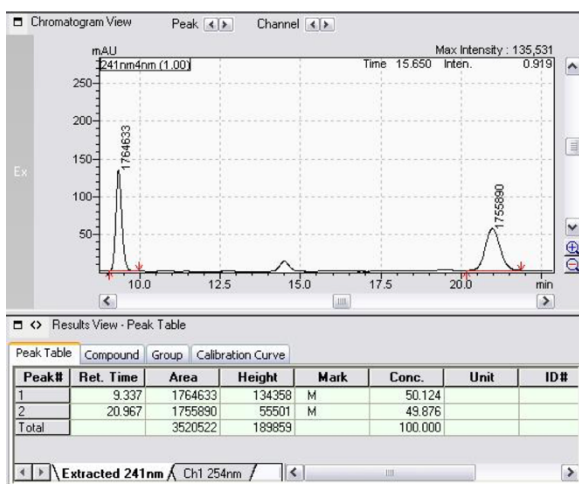 Chromatogram View Peak Channel
mAU Max Intensity : 135,531
241nm4nm (1.00) Time 15.650 Inten. 0.919
250
200
150
100
50
1764633
1755890
Ex
10.0 12.5 15.0 17.5 20.0 min
Results View - Peak Table
Peak Table Compound Group Calibration Curve
Peak# Ret. Time Area Height Mark Conc. Unit ID#
1 9.337 1764633 134358 M 50.124
2 20.967 1755890 55501 M 49.876
Total 3520522 189859 100.000
Extracted 241nm Ch1 254nm